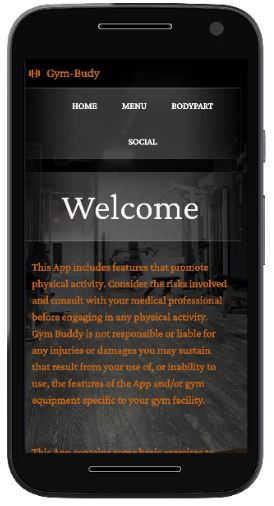 Gym-Budy
HOME MENU BODYPART
SOCIAL
Welcome
This App includes features that promote
physical activity. Consider the risks involved
and consult with your medical professional
before engaging in any physical activity.
Gym Buddy is not responsible or liable for
any injuries or damages you may sustain
that result from your use of, or inability to
use, the features of the App and/or gym
equipment specific to your gym facility.
This App contains some basic exercises to